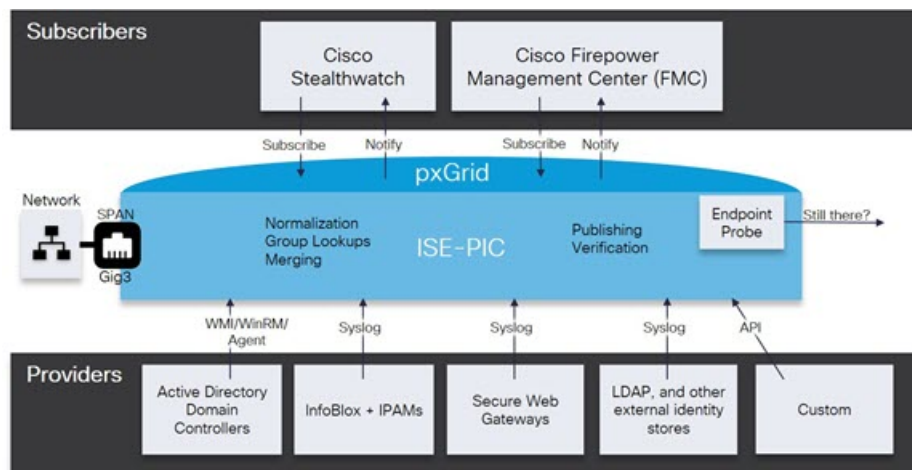 Subscribers
Cisco
Stealthwatch
Cisco Firepower
Management Center (FMC)
Subscribe
Notify
Subscribe
Notify
pxGrid
Network
SPAN
Gig3
Normalization
Group Lookups
Merging
ISE-PIC
Publishing
Verification
Endpoint
Probe
Still there?
WMI/WinRM/
Agent
Syslog
Syslog
Syslog
API
Providers
Active Directory
Domain
Controllers
InfoBlox + IPAMs
Secure Web
Gateways
LDAP, and other
external identity
stores
Custom